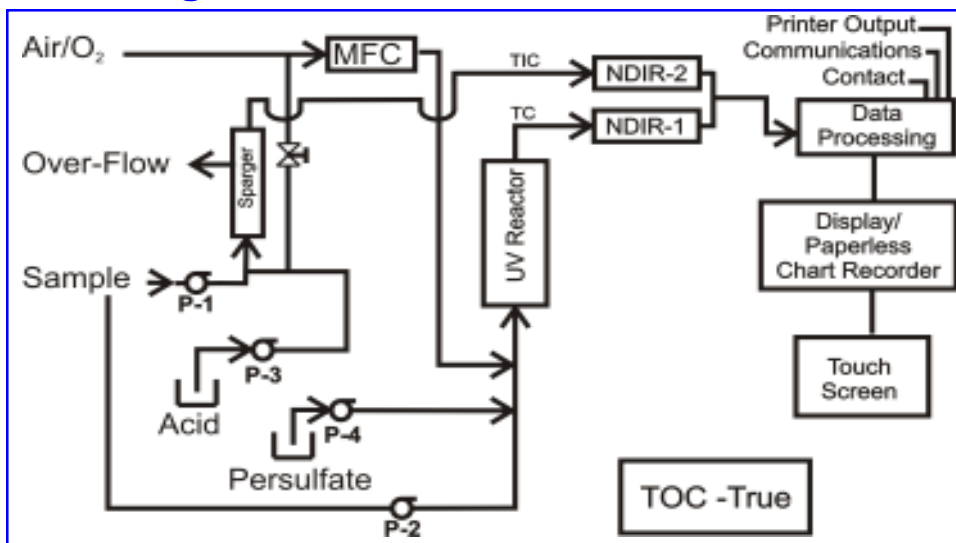 Printer Output
Communications
Contact
Air/O₂
MFC
TIC
NDIR-2
TC
NDIR-1
Data
Processing
Over-Flow
Sparger
UV Reactor
Display/
Paperless
Chart Recorder
Sample
P-1
P-3
Acid
Touch
Screen
P-4
Persulfate
P-2
TOC -True